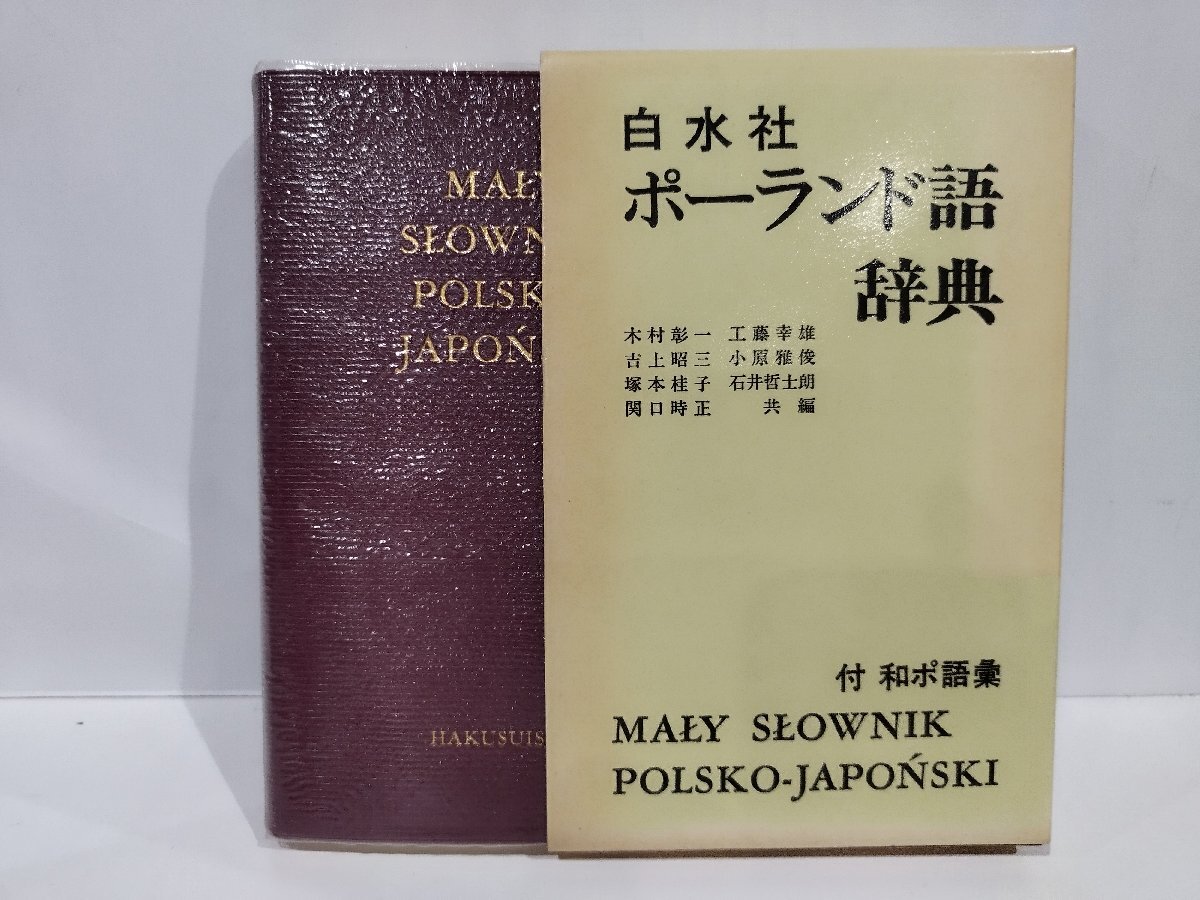 MAŁY
SŁOWN
POLSK
JAPOŃ
HAKUSUIS
白水社
ポーランド語
辞典
木村彰一 工藤幸雄
吉上昭三 小原雅俊
塚本桂子 石井哲士朗
関口時正 共編
付 和ポ語彙
MAŁY SŁOWNIK
POLSKO-JAPOŃSKI